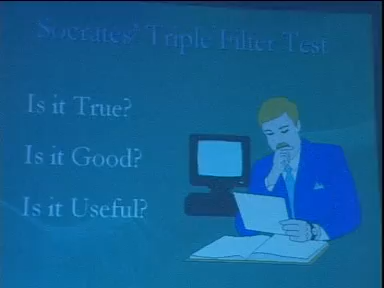 Socrates' Triple Filter Test
Is it True?
Is it Good?
Is it Useful?